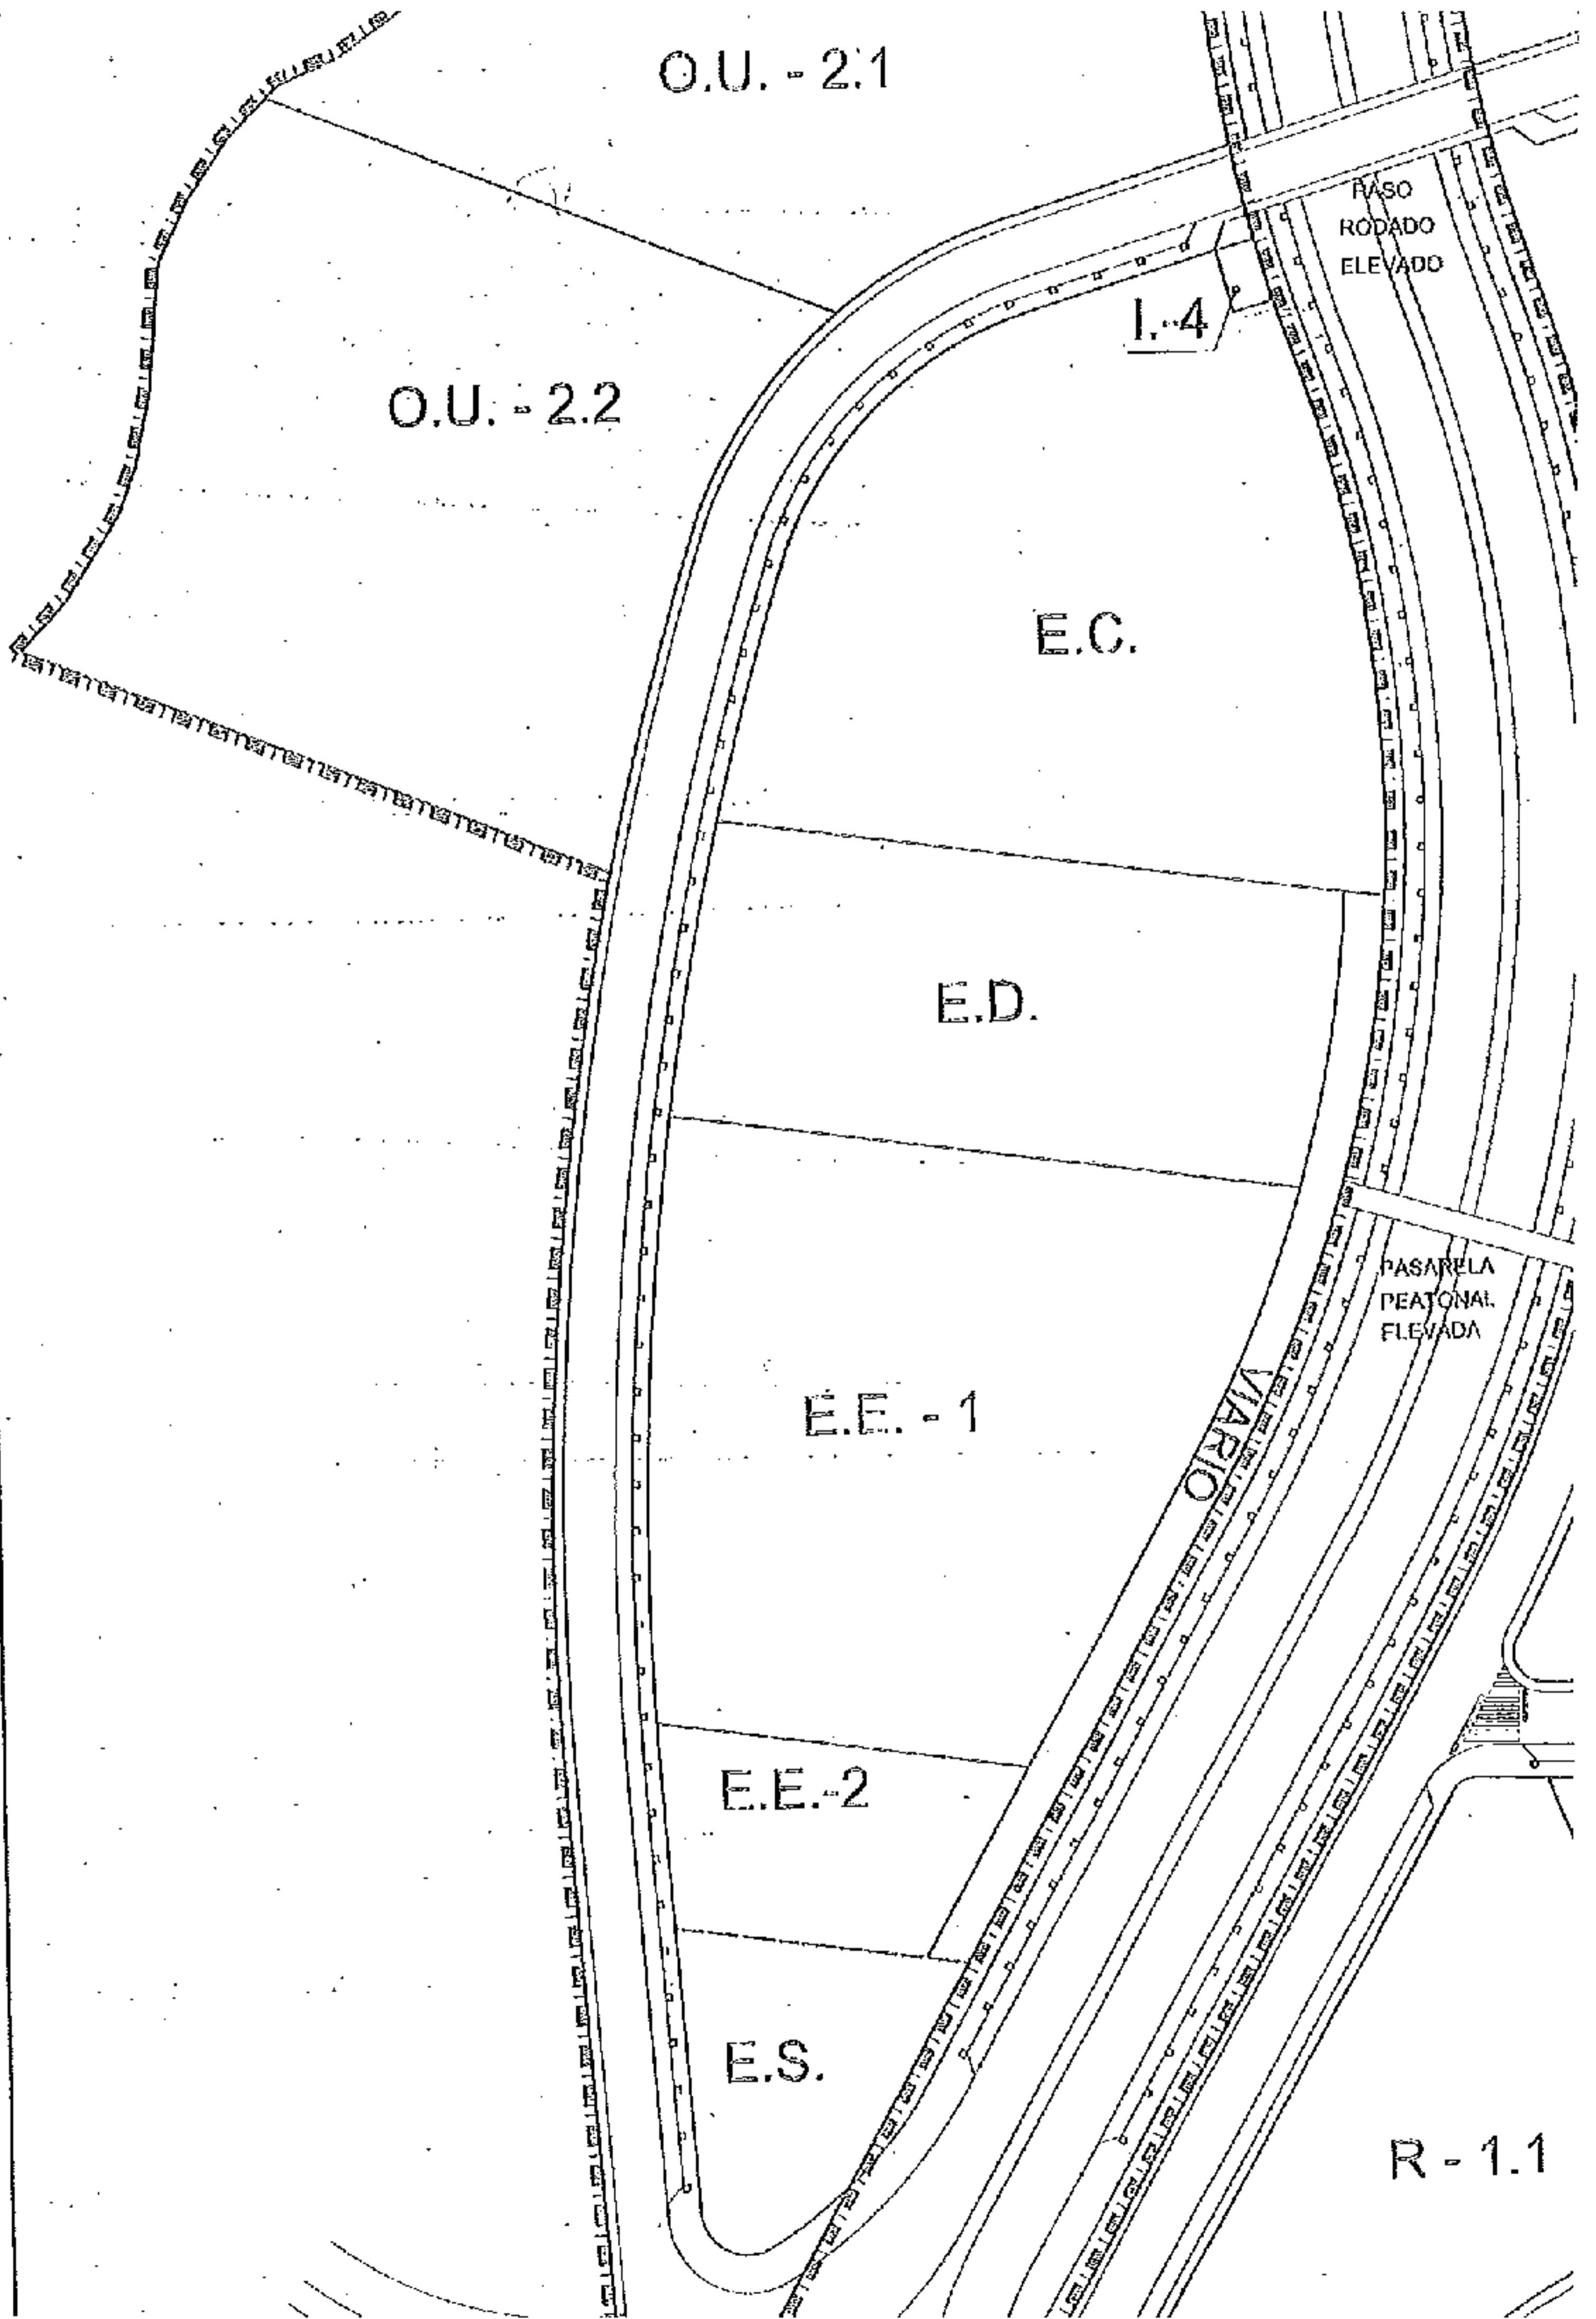 O.U. - 2.1
PASO
RODADO
ELEVADO
I.-4
O.U. - 2.2
E.C.
E.D.
PASARELA
PEATONAL
ELEVADA
E.E. - 1
VIARIO
E.E.-2
E.S.
R - 1.1